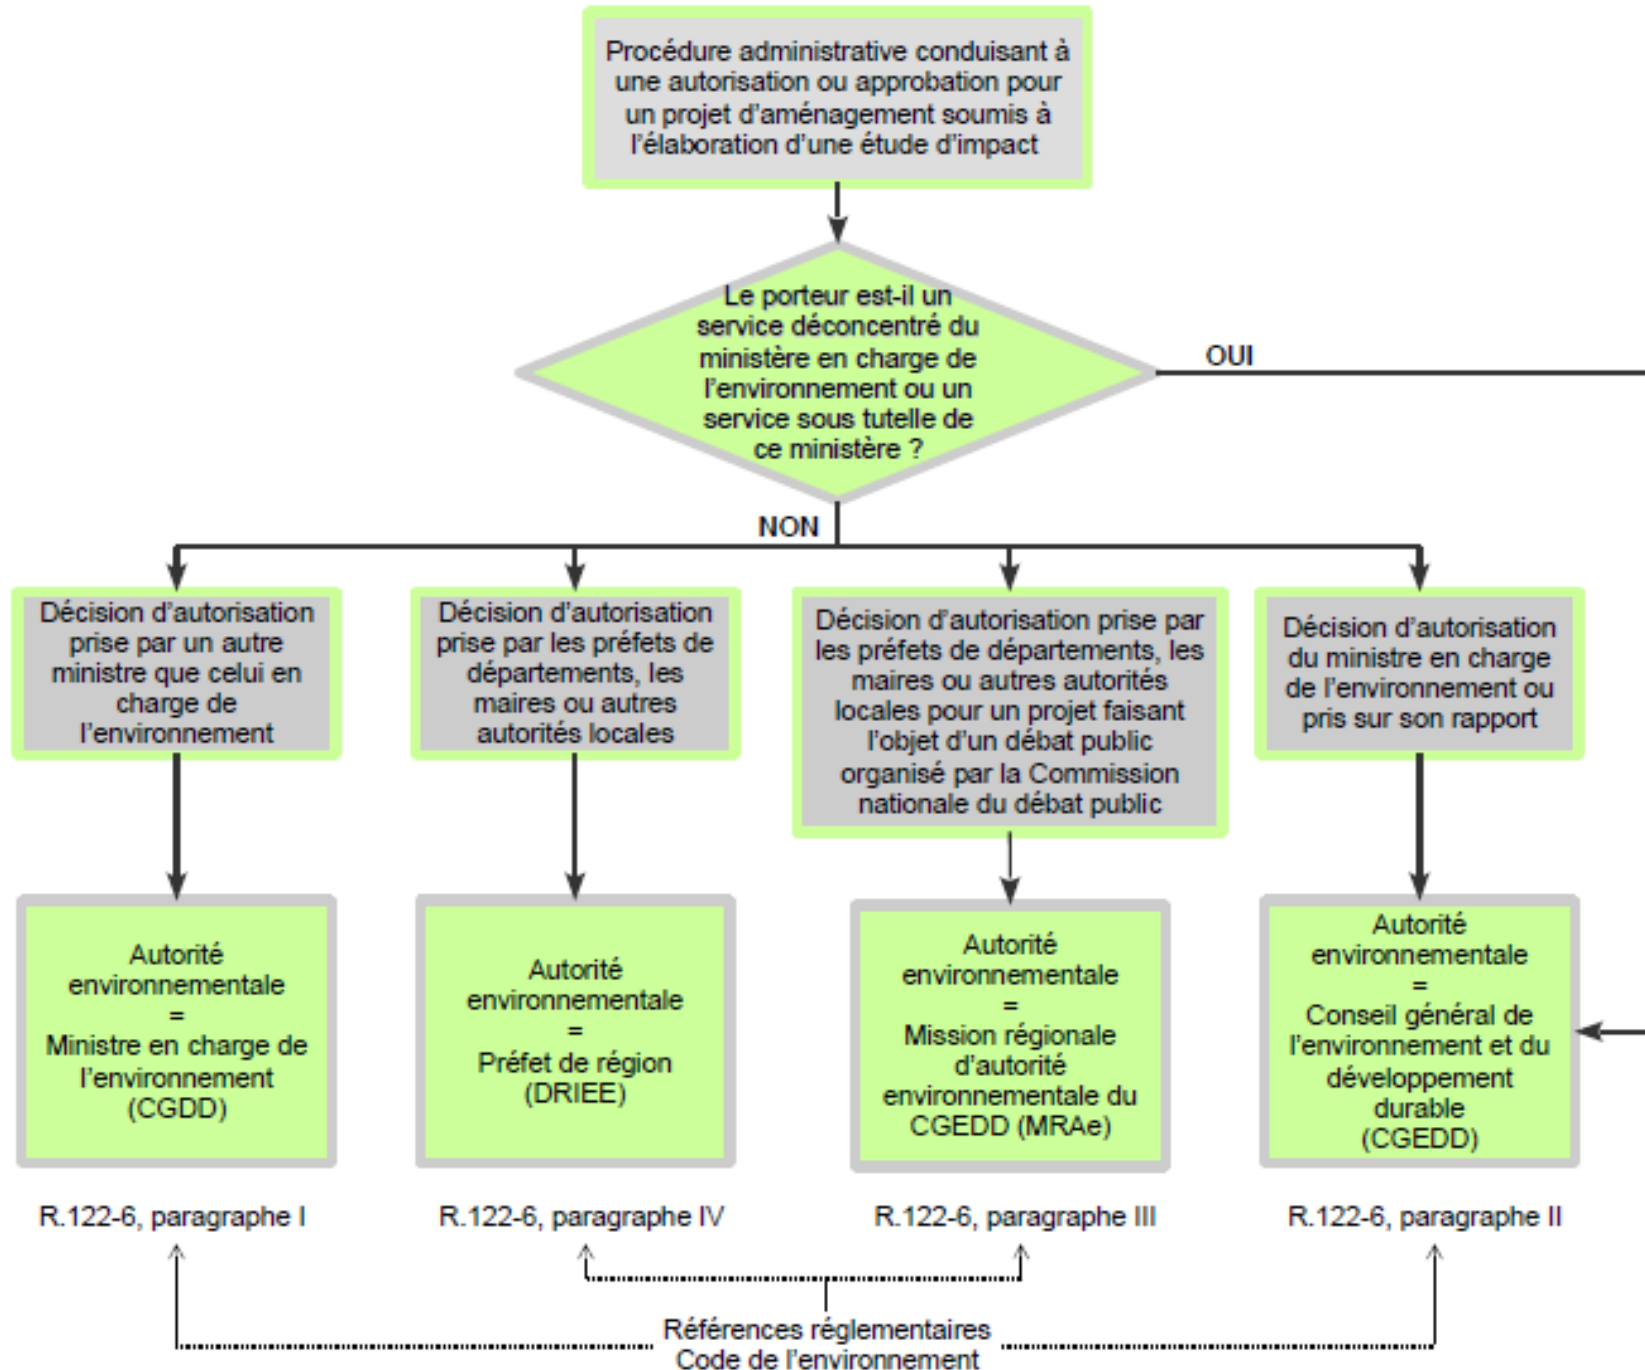 Procédure administrative conduisant à
une autorisation ou approbation pour
un projet d'aménagement soumis à
l'élaboration d'une étude d'impact
Le porteur est-il un
service déconcentré du
ministère en charge de
l'environnement ou un
service sous tutelle de
ce ministère ?
OUI
NON
Décision d'autorisation
prise par un autre
ministre que celui en
charge de
l'environnement
Décision d'autorisation
prise par les préfets de
départements, les
maires ou autres
autorités locales
Décision d'autorisation prise par
les préfets de départements, les
maires ou autres autorités
locales pour un projet faisant
l'objet d'un débat public
organisé par la Commission
nationale du débat public
Décision d'autorisation
du ministre en charge
de l'environnement ou
pris sur son rapport
Autorité
environnementale
=
Ministre en charge de
l'environnement
(CGDD)
Autorité
environnementale
=
Préfet de région
(DRIEE)
Autorité
environnementale
=
Mission régionale
d'autorité
environnementale du
CGEDD (MRAe)
Autorité
environnementale
=
Conseil général de
l'environnement et du
développement
durable
(CGEDD)
R.122-6, paragraphe I
R.122-6, paragraphe IV
R.122-6, paragraphe III
R.122-6, paragraphe II
Références réglementaires
Code de l'environnement